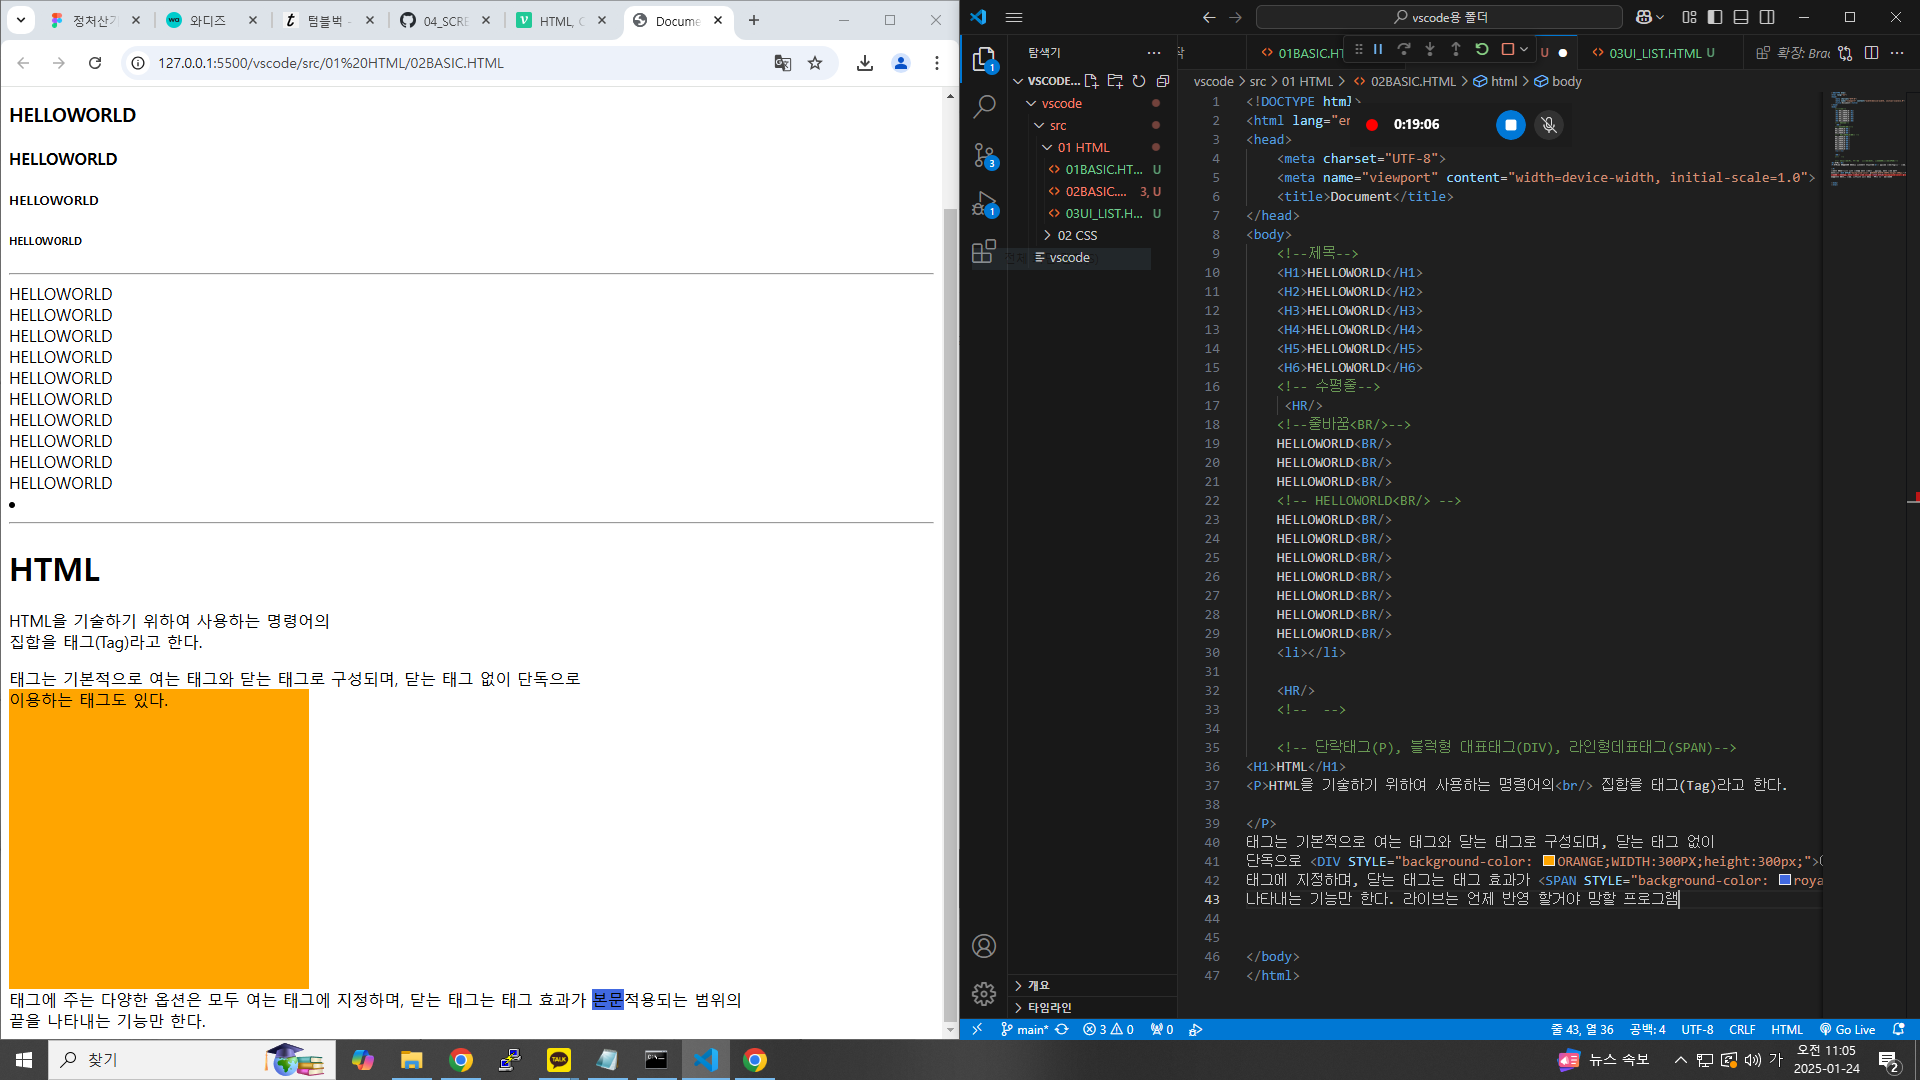 정처산기
와디즈
텀블벅 -
04_SCRE
HTML, C
Docume
127.0.0.1:5500/vscode/src/01%20HTML/02BASIC.HTML
HELLOWORLD
HELLOWORLD
HELLOWORLD
HELLOWORLD
HELLOWORLD
HELLOWORLD
HELLOWORLD
HELLOWORLD
HELLOWORLD
HELLOWORLD
HELLOWORLD
HELLOWORLD
HELLOWORLD
HELLOWORLD
HTML
HTML을 기술하기 위하여 사용하는 명령어의
집합을 태그(Tag)라고 한다.
태그는 기본적으로 여는 태그와 닫는 태그로 구성되며, 닫는 태그 없이 단독으로
이용하는 태그도 있다.
태그에 주는 다양한 옵션은 모두 여는 태그에 지정하며, 닫는 태그는 태그 효과가 본문적용되는 범위의
끝을 나타내는 기능만 한다.
vscode용 폴더
탐색기
VSCODE...
vscode
src
01 HTML
01BASIC.HT... U
02BASIC.... 3, U
03UI_LIST.H... U
02 CSS
vscode
개요
타임라인
01BASIC.HT
U
03UI_LIST.HTML U
확장: Brac
vscode > src > 01 HTML > 02BASIC.HTML > html > body
0:19:06
1 <!DOCTYPE html>
2 <html lang="en
3 <head>
4 <meta charset="UTF-8">
5 <meta name="viewport" content="width=device-width, initial-scale=1.0">
6 <title>Document</title>
7 </head>
8 <body>
9 <!--제목-->
10 <H1>HELLOWORLD</H1>
11 <H2>HELLOWORLD</H2>
12 <H3>HELLOWORLD</H3>
13 <H4>HELLOWORLD</H4>
14 <H5>HELLOWORLD</H5>
15 <H6>HELLOWORLD</H6>
16 <!-- 수평줄-->
17 <HR/>
18 <!--줄바꿈<BR/>-->
19 HELLOWORLD<BR/>
20 HELLOWORLD<BR/>
21 HELLOWORLD<BR/>
22 <!-- HELLOWORLD<BR/> -->
23 HELLOWORLD<BR/>
24 HELLOWORLD<BR/>
25 HELLOWORLD<BR/>
26 HELLOWORLD<BR/>
27 HELLOWORLD<BR/>
28 HELLOWORLD<BR/>
29 HELLOWORLD<BR/>
30 <li></li>
31
32 <HR/>
33 <!--  -->
34
35 <!-- 단락태그(P), 블럭형 대표태그(DIV), 라인형데표태그(SPAN)-->
36 <H1>HTML</H1>
37 <P>HTML을 기술하기 위하여 사용하는 명령어의<br/> 집합을 태그(Tag)라고 한다.
38
39 </P>
40 태그는 기본적으로 여는 태그와 닫는 태그로 구성되며, 닫는 태그 없이
41 단독으로 <DIV STYLE="background-color: ORANGE;WIDTH:300PX;height:300px;">
42 태그에 지정하며, 닫는 태그는 태그 효과가 <SPAN STYLE="background-color: roya
43 나타내는 기능만 한다. 라이브는 언제 반영 할거야 망할 프로그램
44
45
46 </body>
47 </html>
main* 3 0 0
줄 43, 열 36 공백: 4 UTF-8 CRLF HTML Go Live
찾기
뉴스 속보
가
오전 11:05
2025-01-24
2